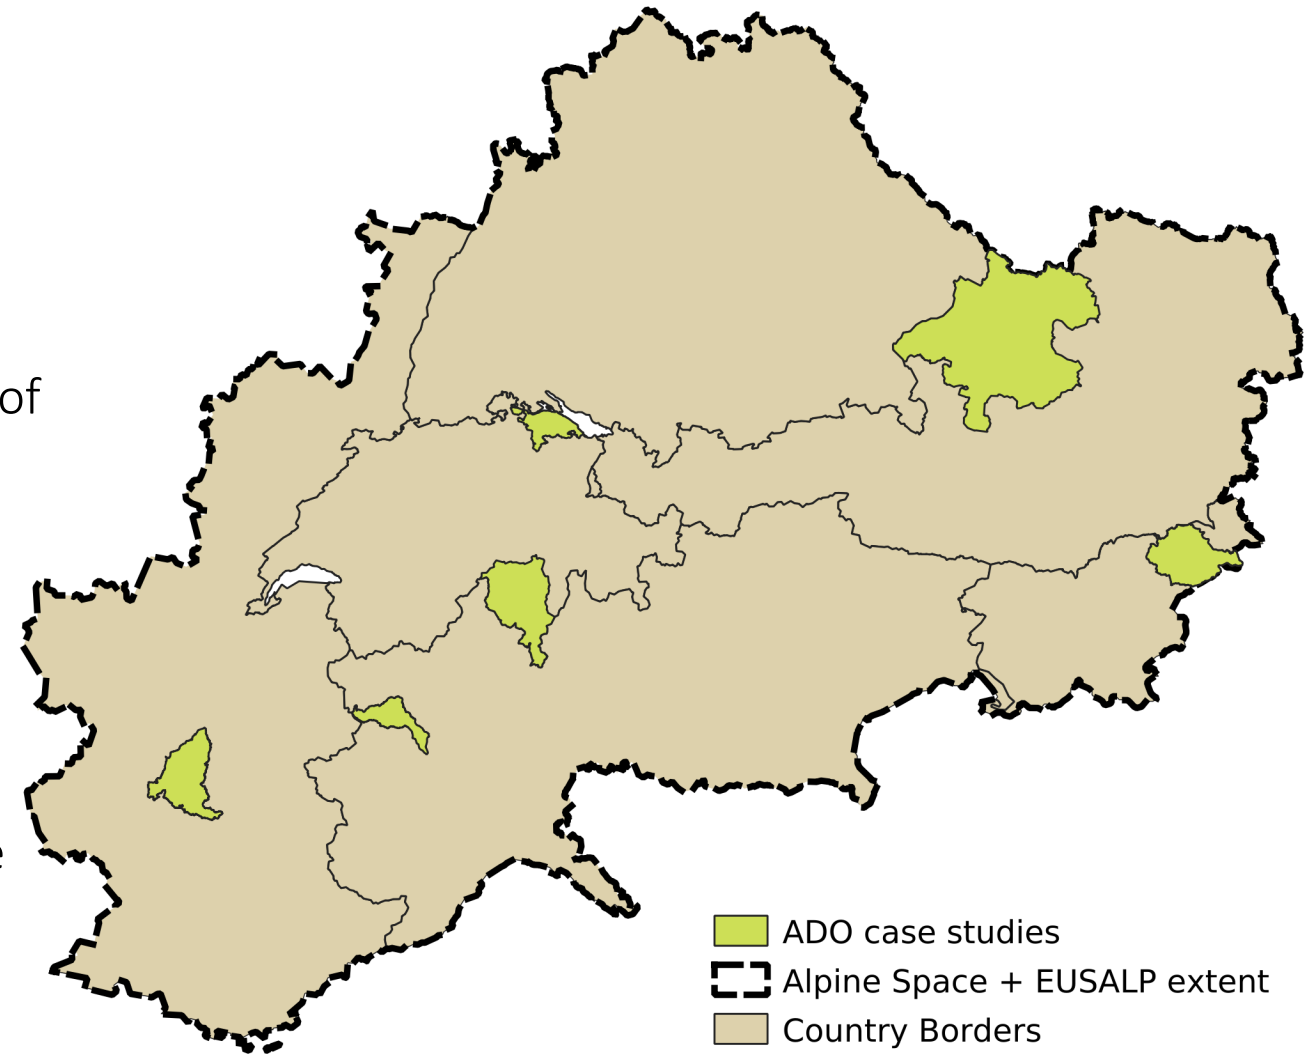 of
e
ADO case studies
Alpine Space + EUSALP extent
Country Borders